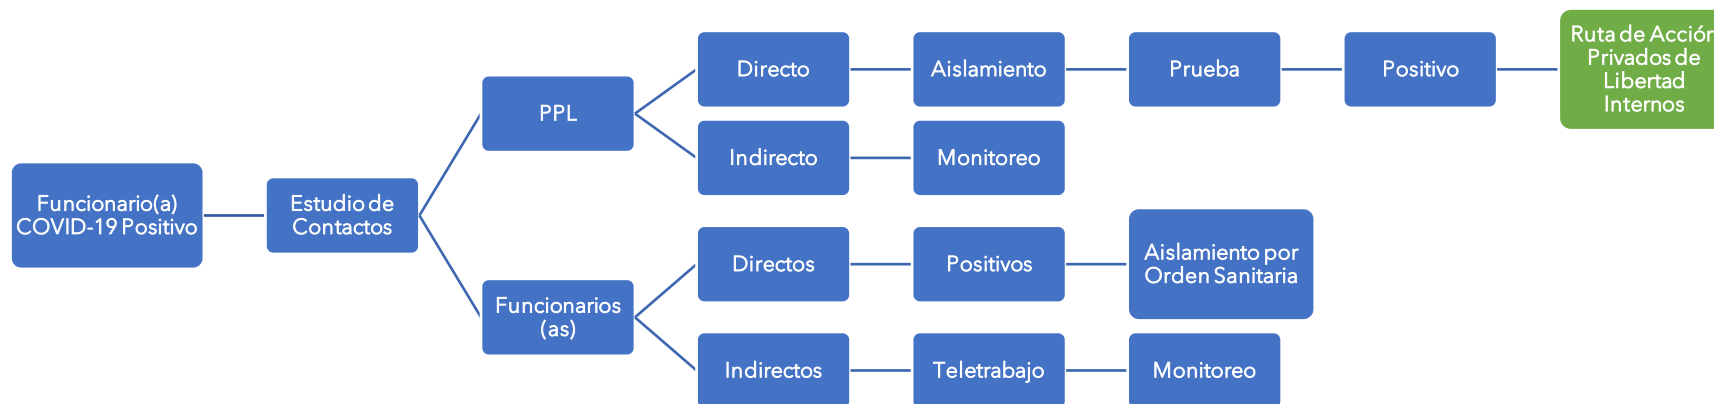 Funcionario(a)
COVID-19 Positivo
Estudio de
Contactos
PPL
Directo
Aislamiento
Prueba
Positivo
Ruta de Acción
Privados de
Libertad
Internos
Indirecto
Monitoreo
Funcionarios
(as)
Directos
Positivos
Aislamiento por
Orden Sanitaria
Indirectos
Teletrabajo
Monitoreo